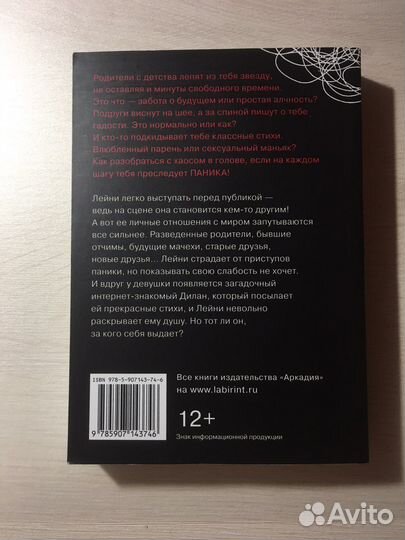 Родители с детства лепят из тебя звезду,
не оставляя и минуты свободного времени.
Это что — забота о будущем или простая алчность?
Подруги виснут на шее, а за спиной пишут о тебе
гадости. Это нормально или как?
И кто-то подкидывает тебе классные стихи.
Влюбленный парень или сексуальный маньяк?
Как разобраться с хаосом в голове, если на каждом
шагу тебя преследует ПАНИКА!
Лейни легко выступать перед публикой —
ведь на сцене она становится кем-то другим!
А вот ее личные отношения с миром запутываются
все сильнее. Разведенные родители, бывшие
отчимы, будущие мачехи, старые друзья,
новые друзья... Лейни страдает от приступов
паники, но показывать свою слабость не хочет.
И вдруг у девушки появляется загадочный
интернет-знакомый Дилан, который посылает
ей прекрасные стихи, и Лейни невольно
раскрывает ему душу. Но тот ли он,
за кого себя выдает?
ISBN 978-5-907143-74-6
9 785907 143746
Все книги издательства «Аркадия»
на www.labirint.ru
12+
Знак информационной продукции
Avito